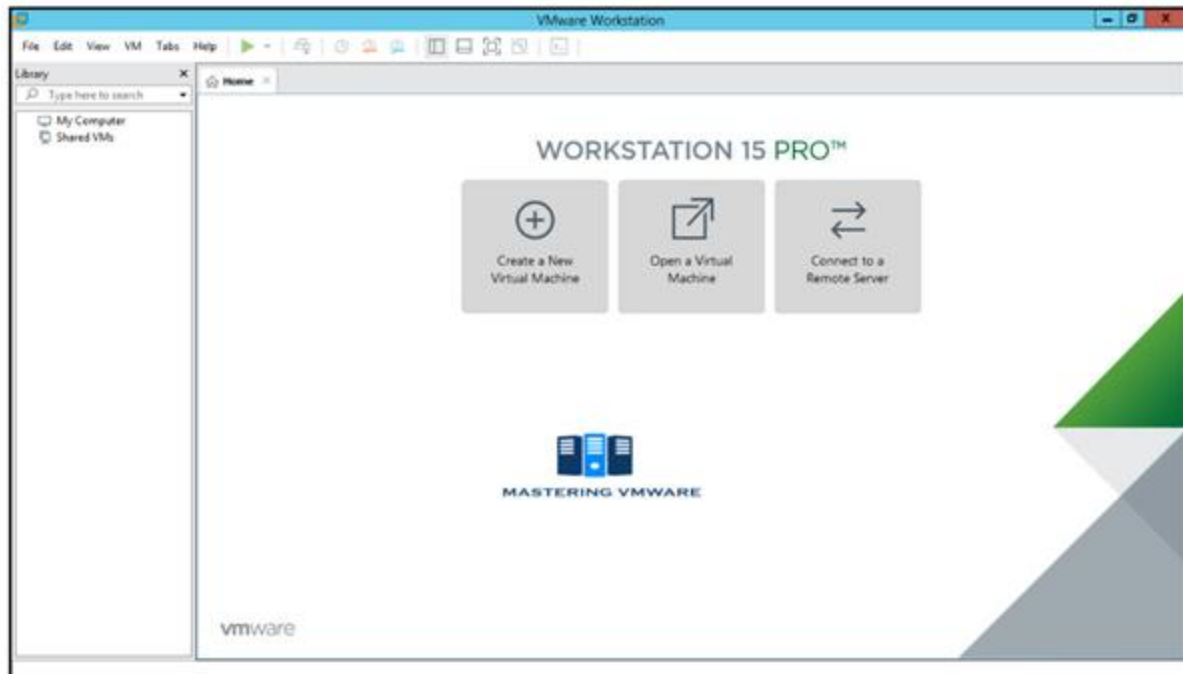 VMware Workstation
File Edit View VM Tabs Help
Library
Type here to search
My Computer
Shared VMs
Home
WORKSTATION 15 PRO™
Create a New
Virtual Machine
Open a Virtual
Machine
Connect to a
Remote Server
MASTERING VMWARE
vmware